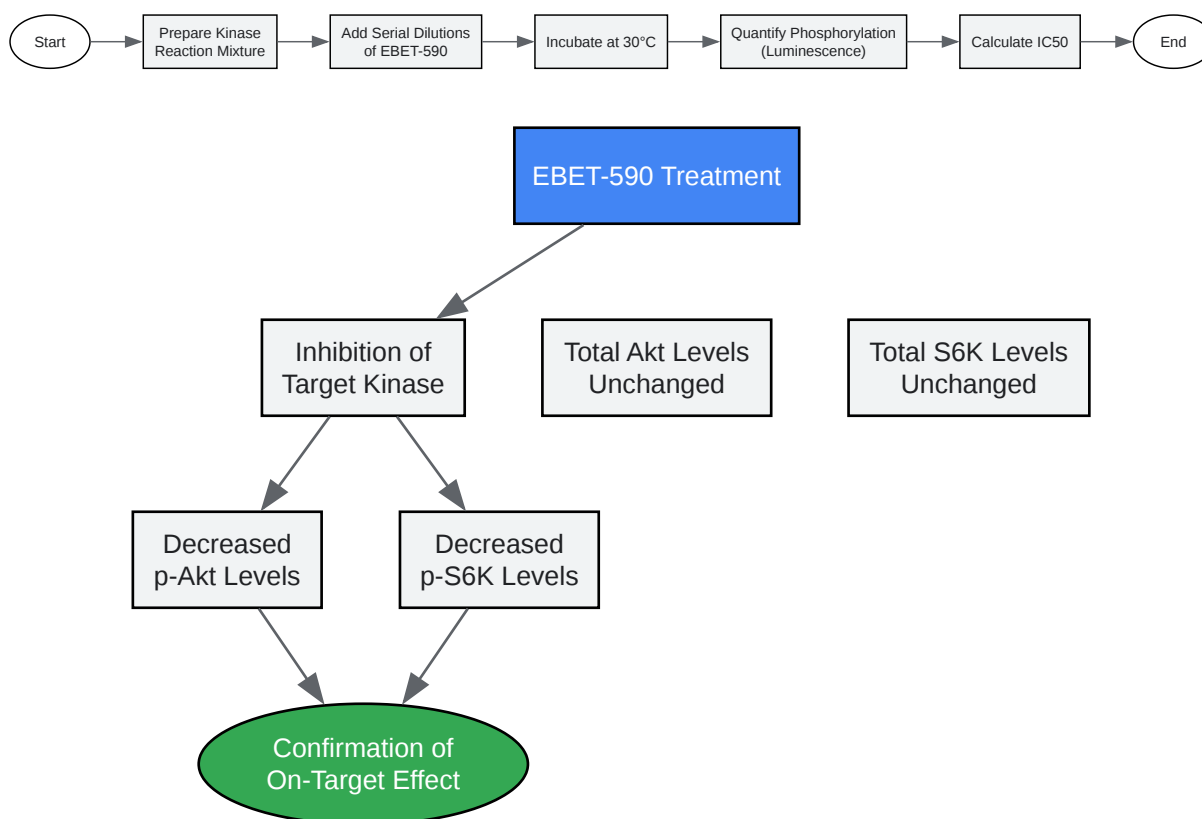 Start
Prepare Kinase
Reaction Mixture
Add Serial Dilutions
of EBET-590
Incubate at 30°C
Quantify Phosphorylation
(Luminescence)
Calculate IC50
End
EBET-590 Treatment
Inhibition of
Target Kinase
Total Akt Levels
Unchanged
Total S6K Levels
Unchanged
Decreased
p-Akt Levels
Decreased
p-S6K Levels
Confirmation of
On-Target Effect